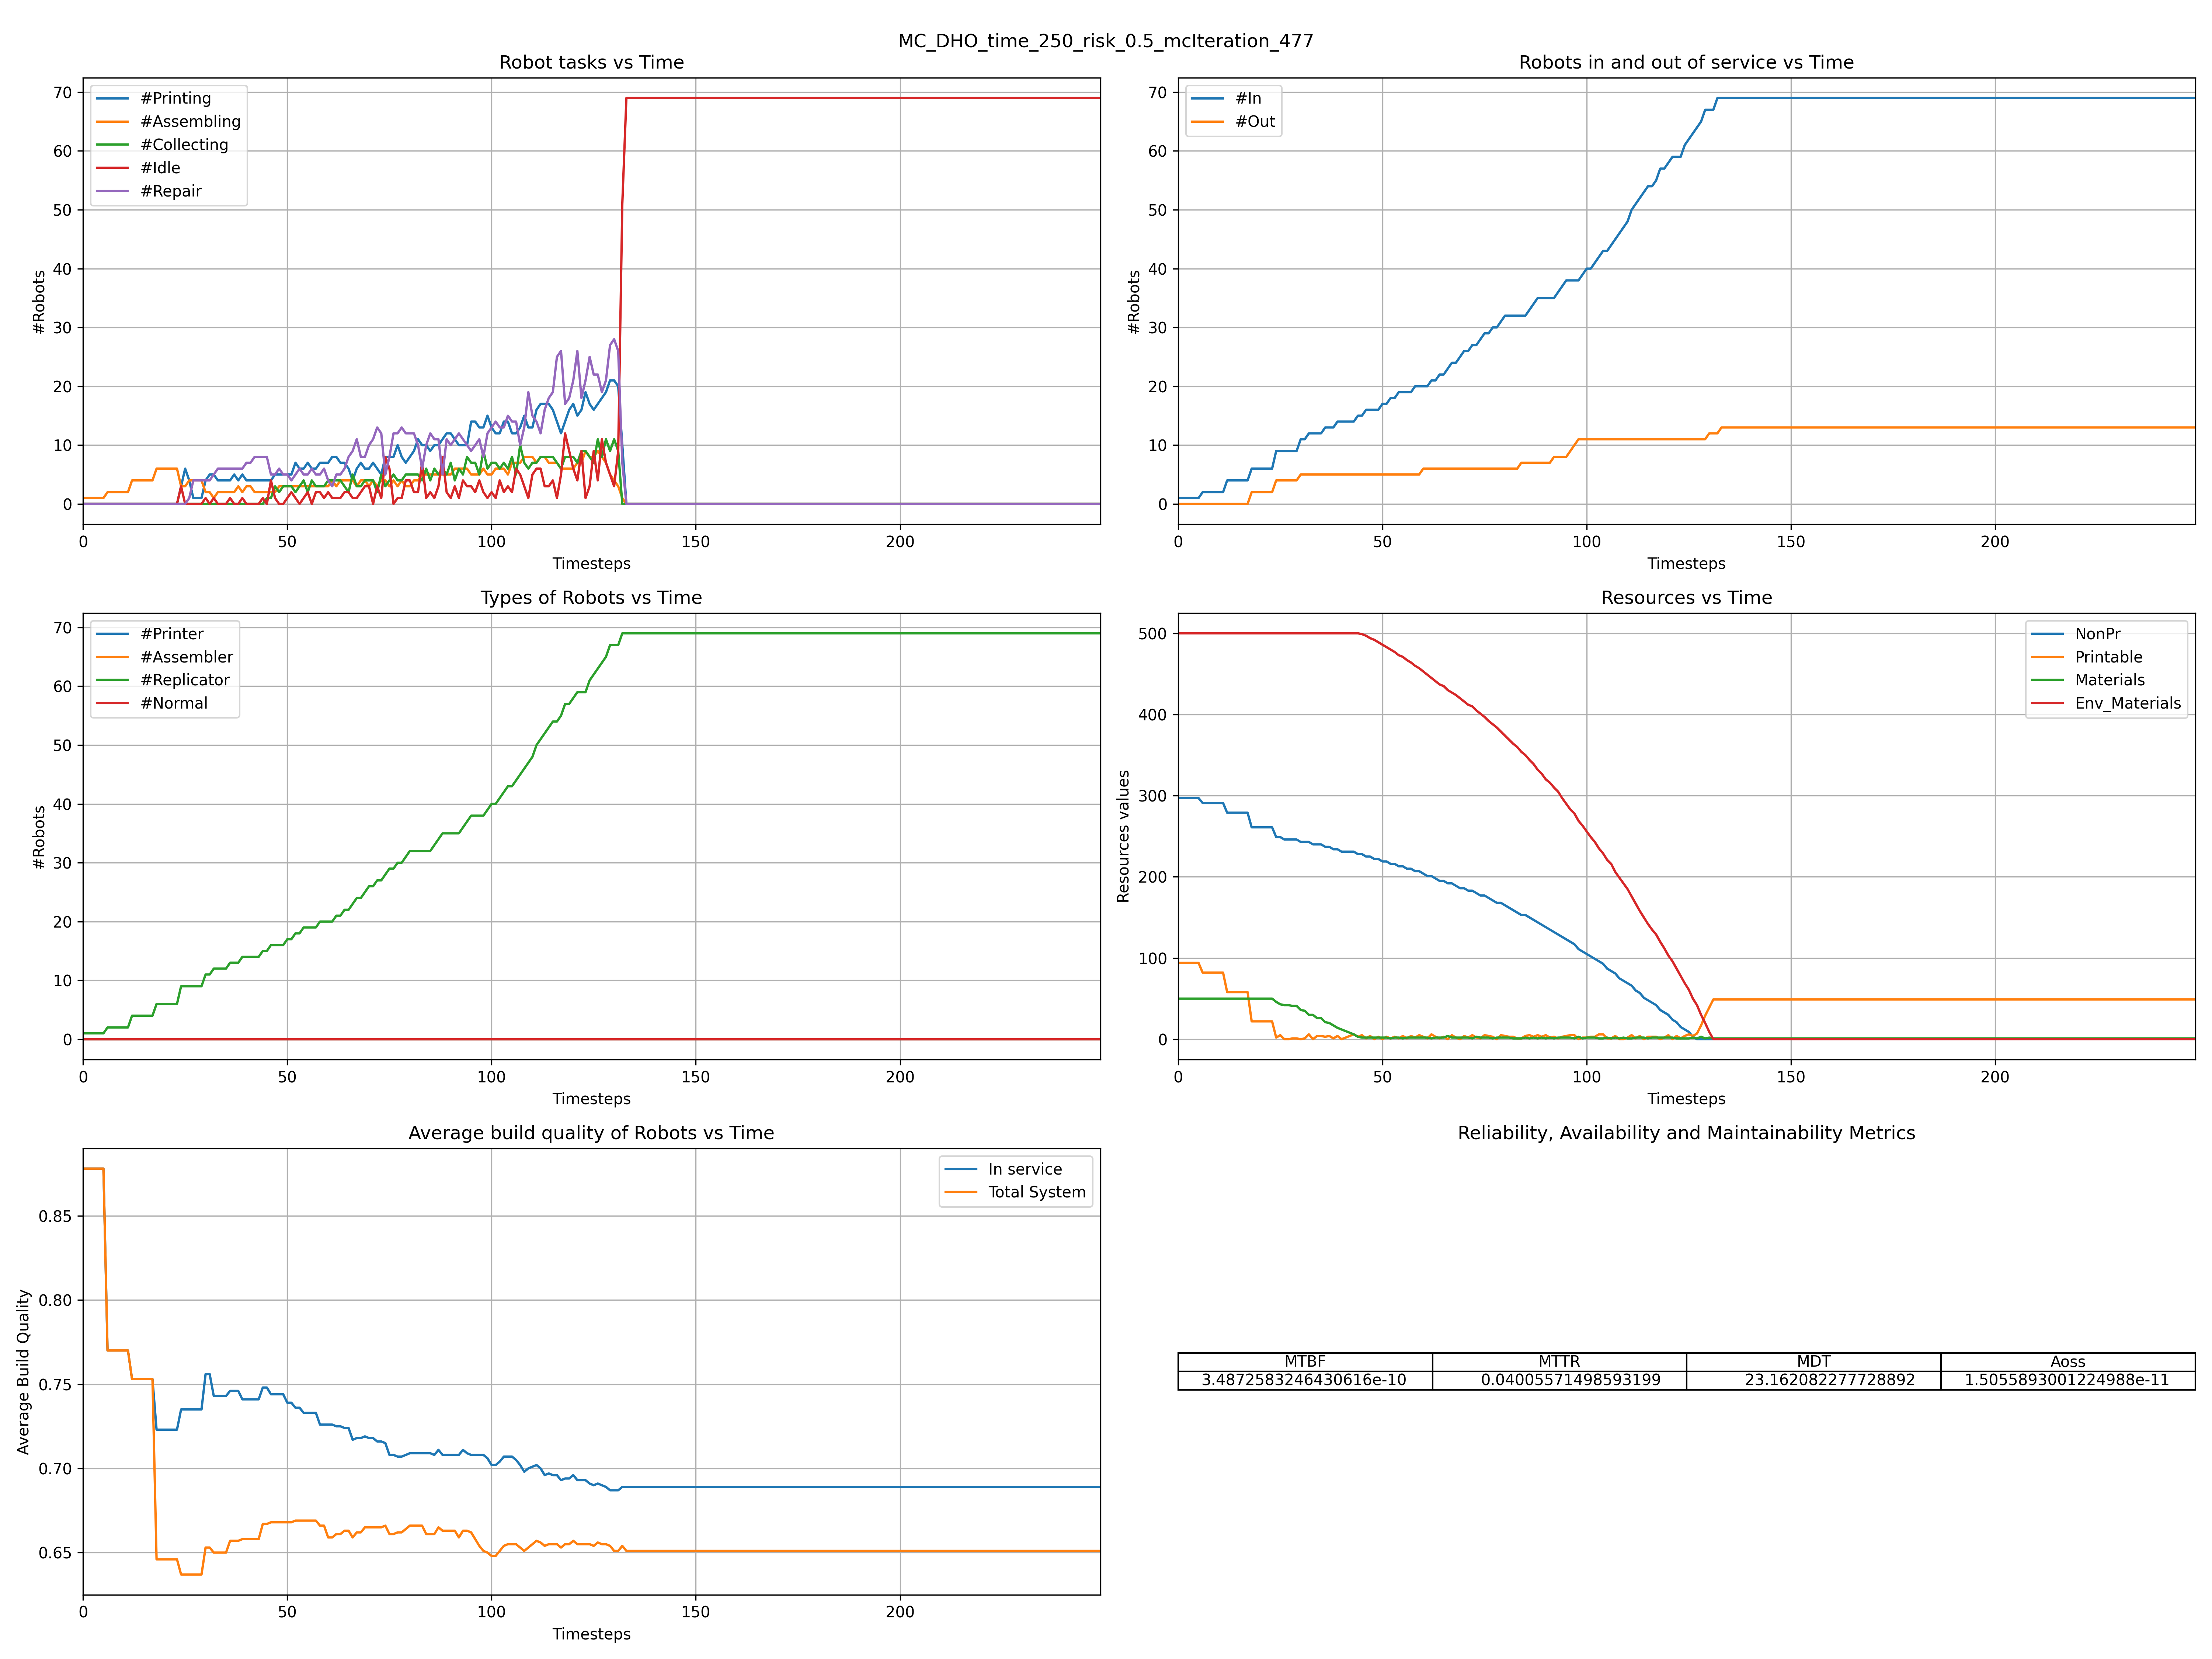 MC_DHO_time_250_risk_0.5_mcIteration_477
Robot tasks vs Time
#Robots
70
60
50
40
30
20
10
0
#Printing
#Assembling
#Collecting
#Idle
#Repair
0 50 100 150 200
Timesteps
Robots in and out of service vs Time
#Robots
70
60
50
40
30
20
10
0
#In
#Out
0 50 100 150 200
Timesteps
Types of Robots vs Time
#Robots
70
60
50
40
30
20
10
0
#Printer
#Assembler
#Replicator
#Normal
0 50 100 150 200
Timesteps
Resources vs Time
Resources values
500
400
300
200
100
0
NonPr
Printable
Materials
Env_Materials
0 50 100 150 200
Timesteps
Average build quality of Robots vs Time
Average Build Quality
0.85
0.80
0.75
0.70
0.65
In service
Total System
0 50 100 150 200
Timesteps
Reliability, Availability and Maintainability Metrics
MTBF MTTR MDT Aoss
3.4872583246430616e-10 0.04005571498593199 23.162082277728892 1.5055893001224988e-11